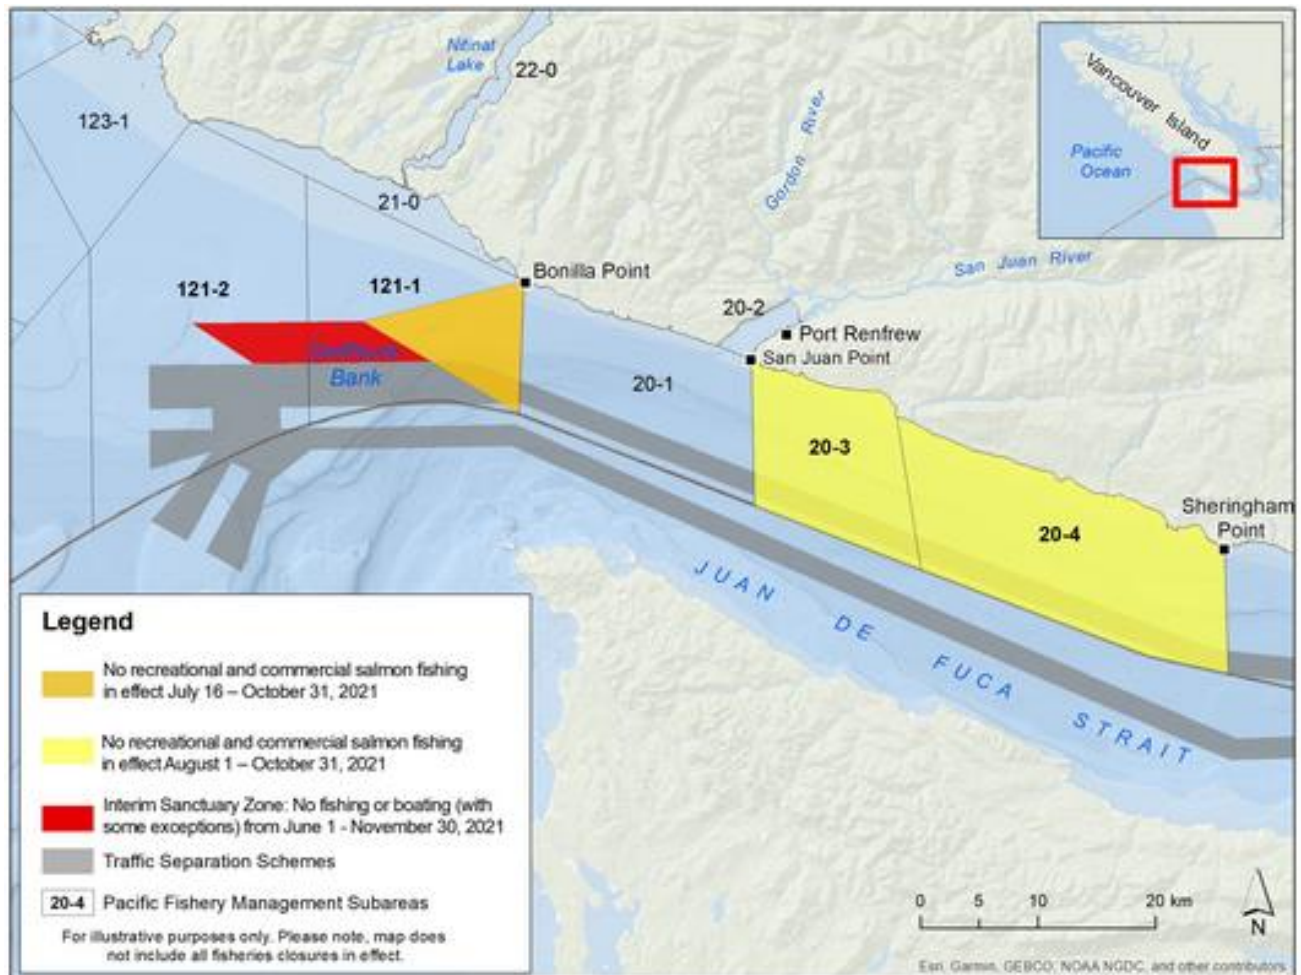 Nitinat
Lake
22-0
123-1
Vancouver Island
Pacific
Ocean
Gordon River
21-0
San Juan River
Bonilla Point
121-2
121-1
20-2
Port Renfrew
San Juan Point
Bank
20-1
20-3
Sheringham
Point
20-4
JUAN DE FUCA STRAIT
Legend
No recreational and commercial salmon fishing
in effect July 16 – October 31, 2021
No recreational and commercial salmon fishing
in effect August 1 – October 31, 2021
Interim Sanctuary Zone: No fishing or boating (with
some exceptions) from June 1 - November 30, 2021
Traffic Separation Schemes
20-4 Pacific Fishery Management Subareas
For illustrative purposes only. Please note, map does
not include all fisheries closures in effect.
0 5 10 20 km
N
Esri, Garmin, GEBCO, NOAA NGDC, and other contributors